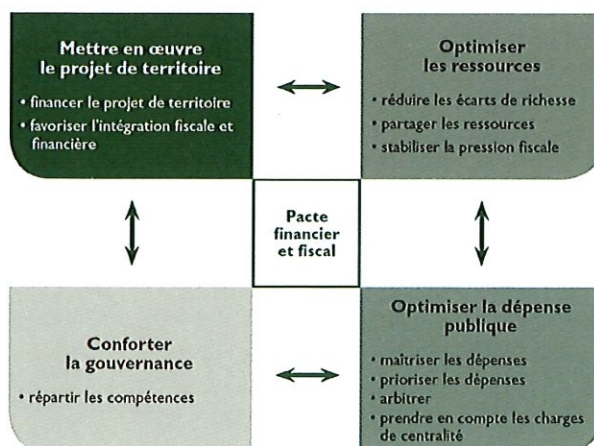 Mettre en œuvre
le projet de territoire
• financer le projet de territoire
• favoriser l'intégration fiscale et
financière
Optimiser
les ressources
• réduire les écarts de richesse
• partager les ressources
• stabiliser la pression fiscale
Pacte
financier
et fiscal
Conforter
la gouvernance
• répartir les compétences
Optimiser la dépense
publique
• maîtriser les dépenses
• prioriser les dépenses
• arbitrer
• prendre en compte les charges
de centralité